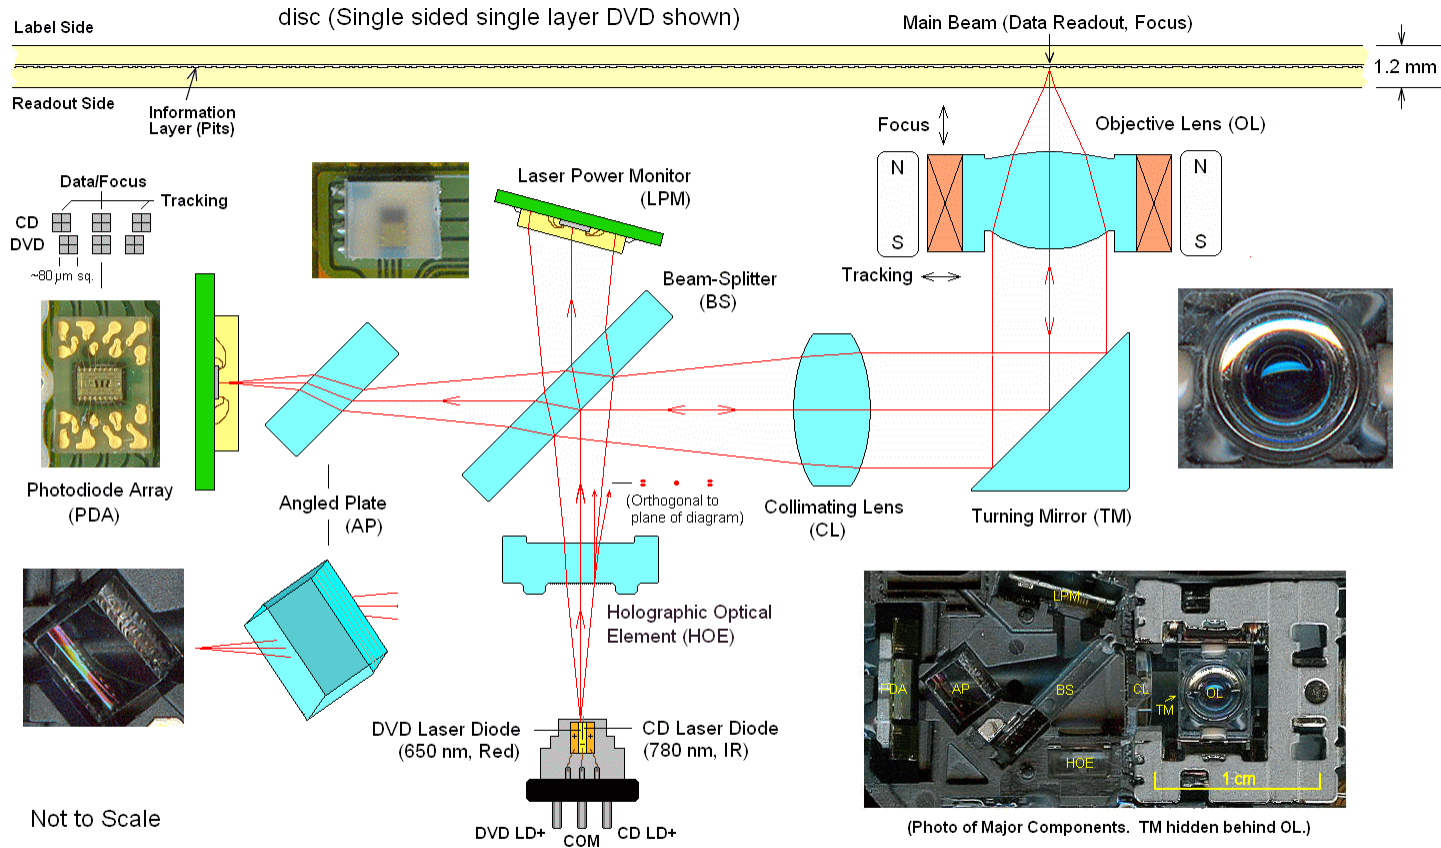 disc (Single sided single layer DVD shown)
Label Side
Main Beam (Data Readout, Focus)
1.2 mm
Readout Side
Information
Layer (Pits)
Focus
Objective Lens (OL)
N
S
N
S
Tracking
Data/Focus
Tracking
CD
DVD
~80 µm sq.
Laser Power Monitor
(LPM)
Beam-Splitter
(BS)
Photodiode Array
(PDA)
Angled Plate
(AP)
(Orthogonal to
plane of diagram)
Collimating Lens
(CL)
Turning Mirror (TM)
Holographic Optical
Element (HOE)
DVD Laser Diode
(650 nm, Red)
CD Laser Diode
(780 nm, IR)
DVD LD+
COM
CD LD+
Not to Scale
LPM
PDA
AP
BS
CL
TM
OL
HOE
1 cm
(Photo of Major Components.  TM hidden behind OL.)